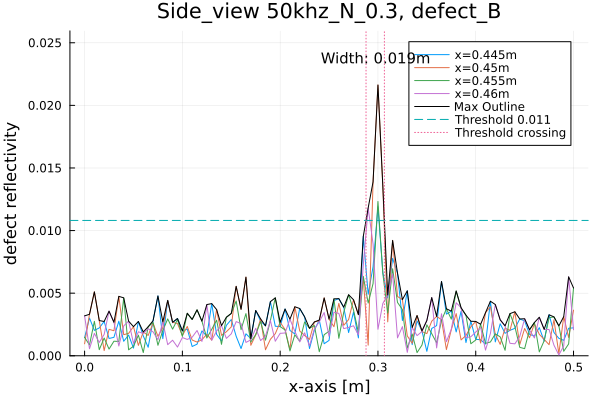 Side_view 50khz_N_0.3, defect_B
0.025
0.020
0.015
0.010
0.005
0.000
defect reflectivity
Width: 0.019m
x=0.445m
x=0.45m
x=0.455m
x=0.46m
Max Outline
Threshold 0.011
Threshold crossing
0.0 0.1 0.2 0.3 0.4 0.5
x-axis [m]